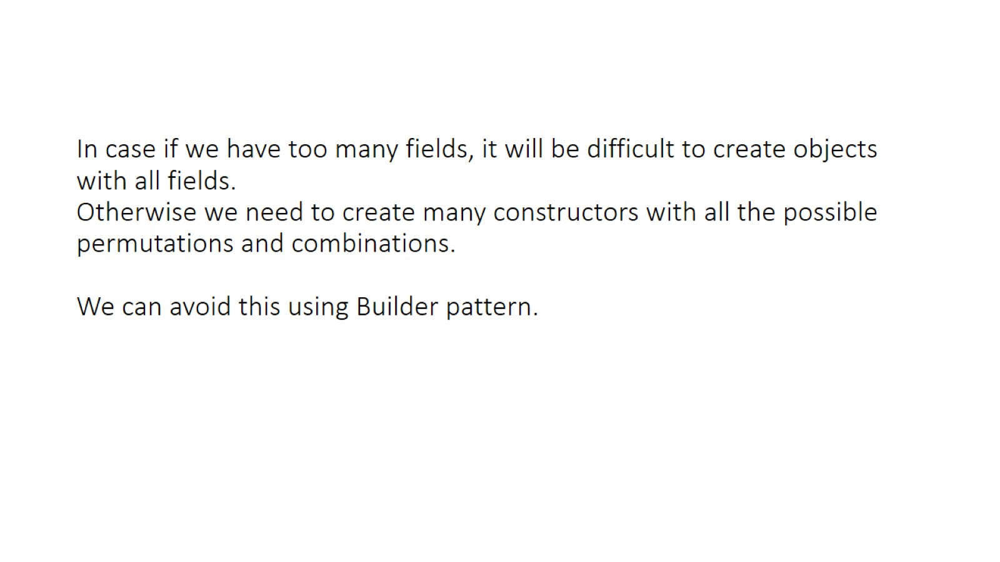 In case if we have too many fields, it will be difficult to create objects
with all fields.
Otherwise we need to create many constructors with all the possible
permutations and combinations.
We can avoid this using Builder pattern.